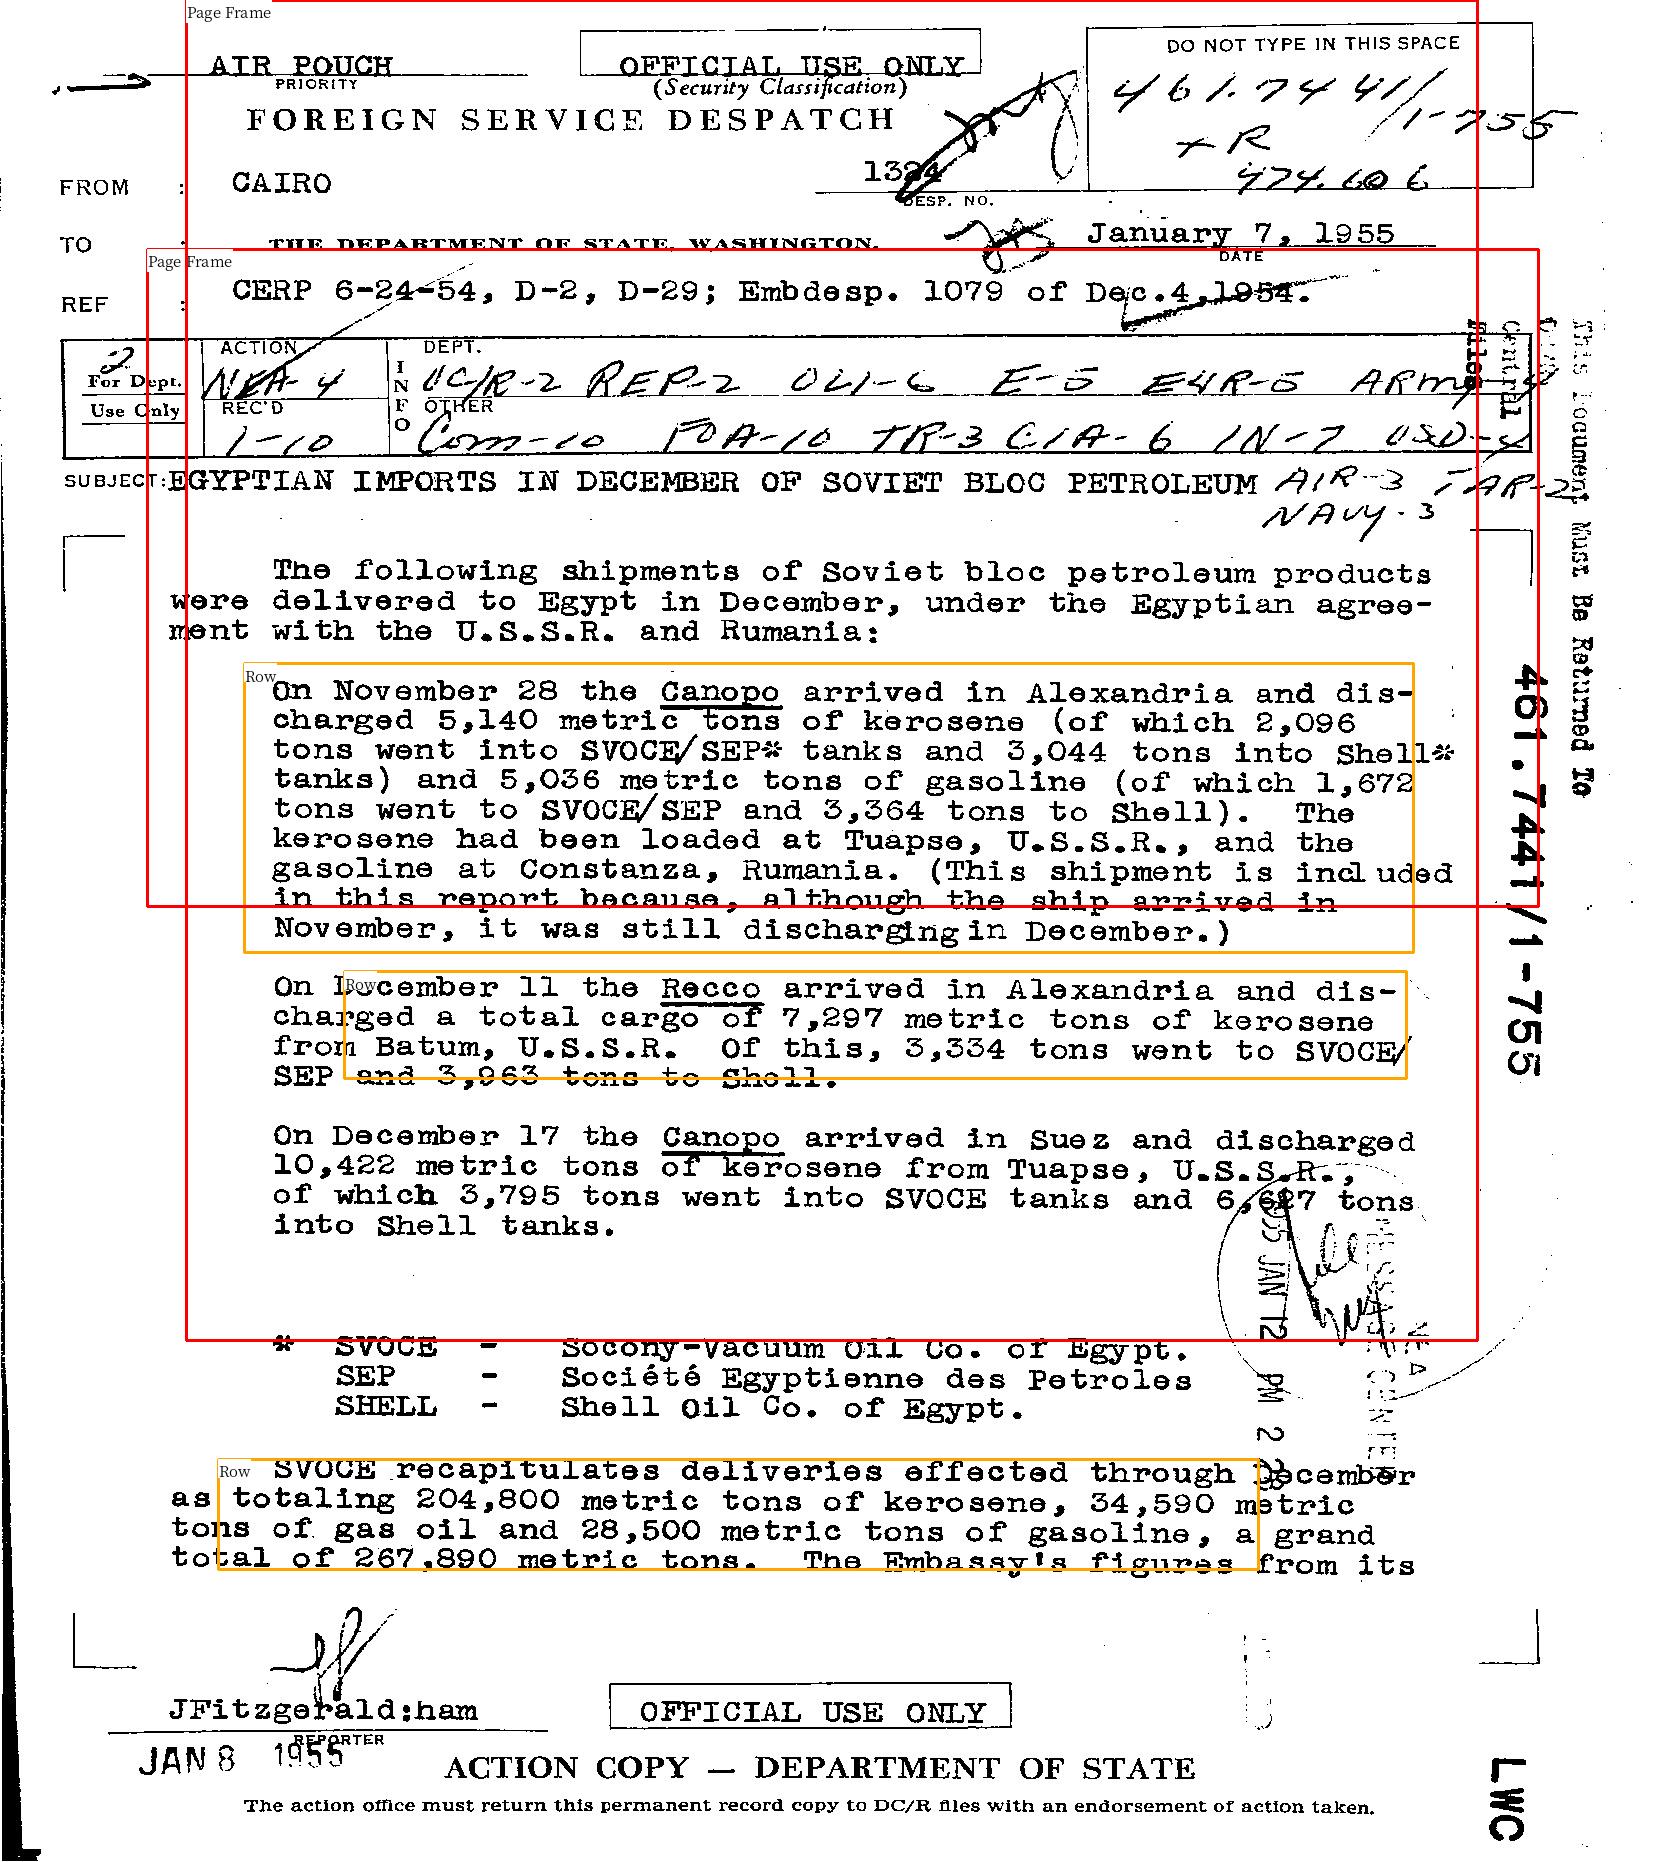 Page Frame
AIR POUCH
PRIORITY
OFFICIAL USE ONLY
(Security Classification)
DO NOT TYPE IN THIS SPACE
461.7441/
1-755
+ R
474.606
FOREIGN SERVICE DESPATCH
1324
DESP. NO.
FROM : CAIRO
TO : THE DEPARTMENT OF STATE, WASHINGTON.
January 7, 1955
DATE
Page Frame
REF : CERP 6-24-54, D-2, D-29; Embdesp. 1079 of Dec.4,1954.
2
For Dept.
Use Only
ACTION
NEA-4
REC'D
1-10
INFO
DEPT.
REP-2 OLI-6 E-5 EUR-5 ARMY-4
OTHER
Com-10 FOA-10 TR-3 CIA-6 IN-7 USD-4
SUBJECT: EGYPTIAN IMPORTS IN DECEMBER OF SOVIET BLOC PETROLEUM AIR-3 TAR-2
NAVY-3
The following shipments of Soviet bloc petroleum products
were delivered to Egypt in December, under the Egyptian agree-
ment with the U.S.S.R. and Rumania:
Row
On November 28 the Canopo arrived in Alexandria and dis-
charged 5,140 metric tons of kerosene (of which 2,096
tons went into SVOCE/SEP* tanks and 3,044 tons into Shell*
tanks) and 5,036 metric tons of gasoline (of which 1,672
tons went to SVOCE/SEP and 3,364 tons to Shell). The
kerosene had been loaded at Tuapse, U.S.S.R., and the
gasoline at Constanza, Rumania. (This shipment is included
in this report because, although the ship arrived in
November, it was still discharging in December.)
Row
On December 11 the Recco arrived in Alexandria and dis-
charged a total cargo of 7,297 metric tons of kerosene
from Batum, U.S.S.R. Of this, 3,334 tons went to SVOCE/
SEP and 3,963 tons to Shell.
On December 17 the Canopo arrived in Suez and discharged
10,422 metric tons of kerosene from Tuapse, U.S.S.R.,
of which 3,795 tons went into SVOCE tanks and 6,627 tons
into Shell tanks.
* SVOCE - Socony-Vacuum Oil Co. of Egypt.
SEP - Société Egyptienne des Petroles
SHELL - Shell Oil Co. of Egypt.
Row
SVOCE recapitulates deliveries effected through December
as totaling 204,800 metric tons of kerosene, 34,590 metric
tons of gas oil and 28,500 metric tons of gasoline, a grand
total of 267,890 metric tons. The Embassy's figures from its
JFitzgerald:ham
REPORTER
OFFICIAL USE ONLY
JAN 8 1955
ACTION COPY — DEPARTMENT OF STATE
The action office must return this permanent record copy to DC/R files with an endorsement of action taken.
This Document Must Be Returned To
Central Files
461.7441/1-755
1955 JAN 12 PM 2
NEA
MESSAGE CENTER
LWC